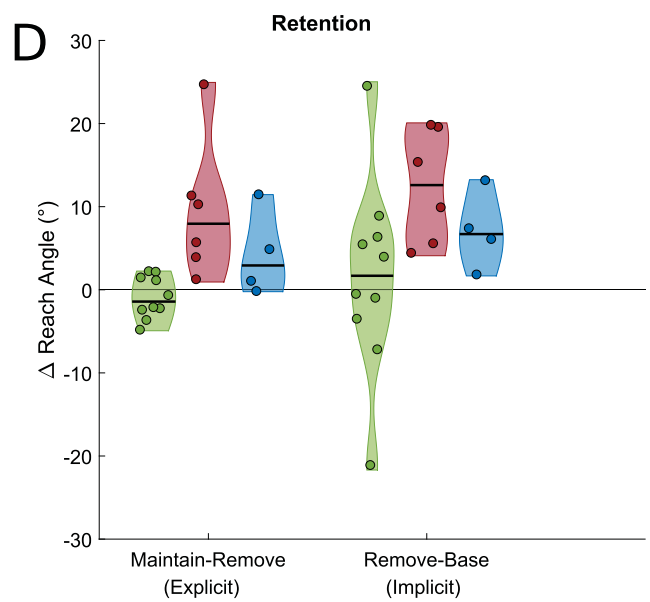 D
Retention
30
20
10
0
-10
-20
-30
Δ Reach Angle (°)
Maintain-Remove
(Explicit)
Remove-Base
(Implicit)